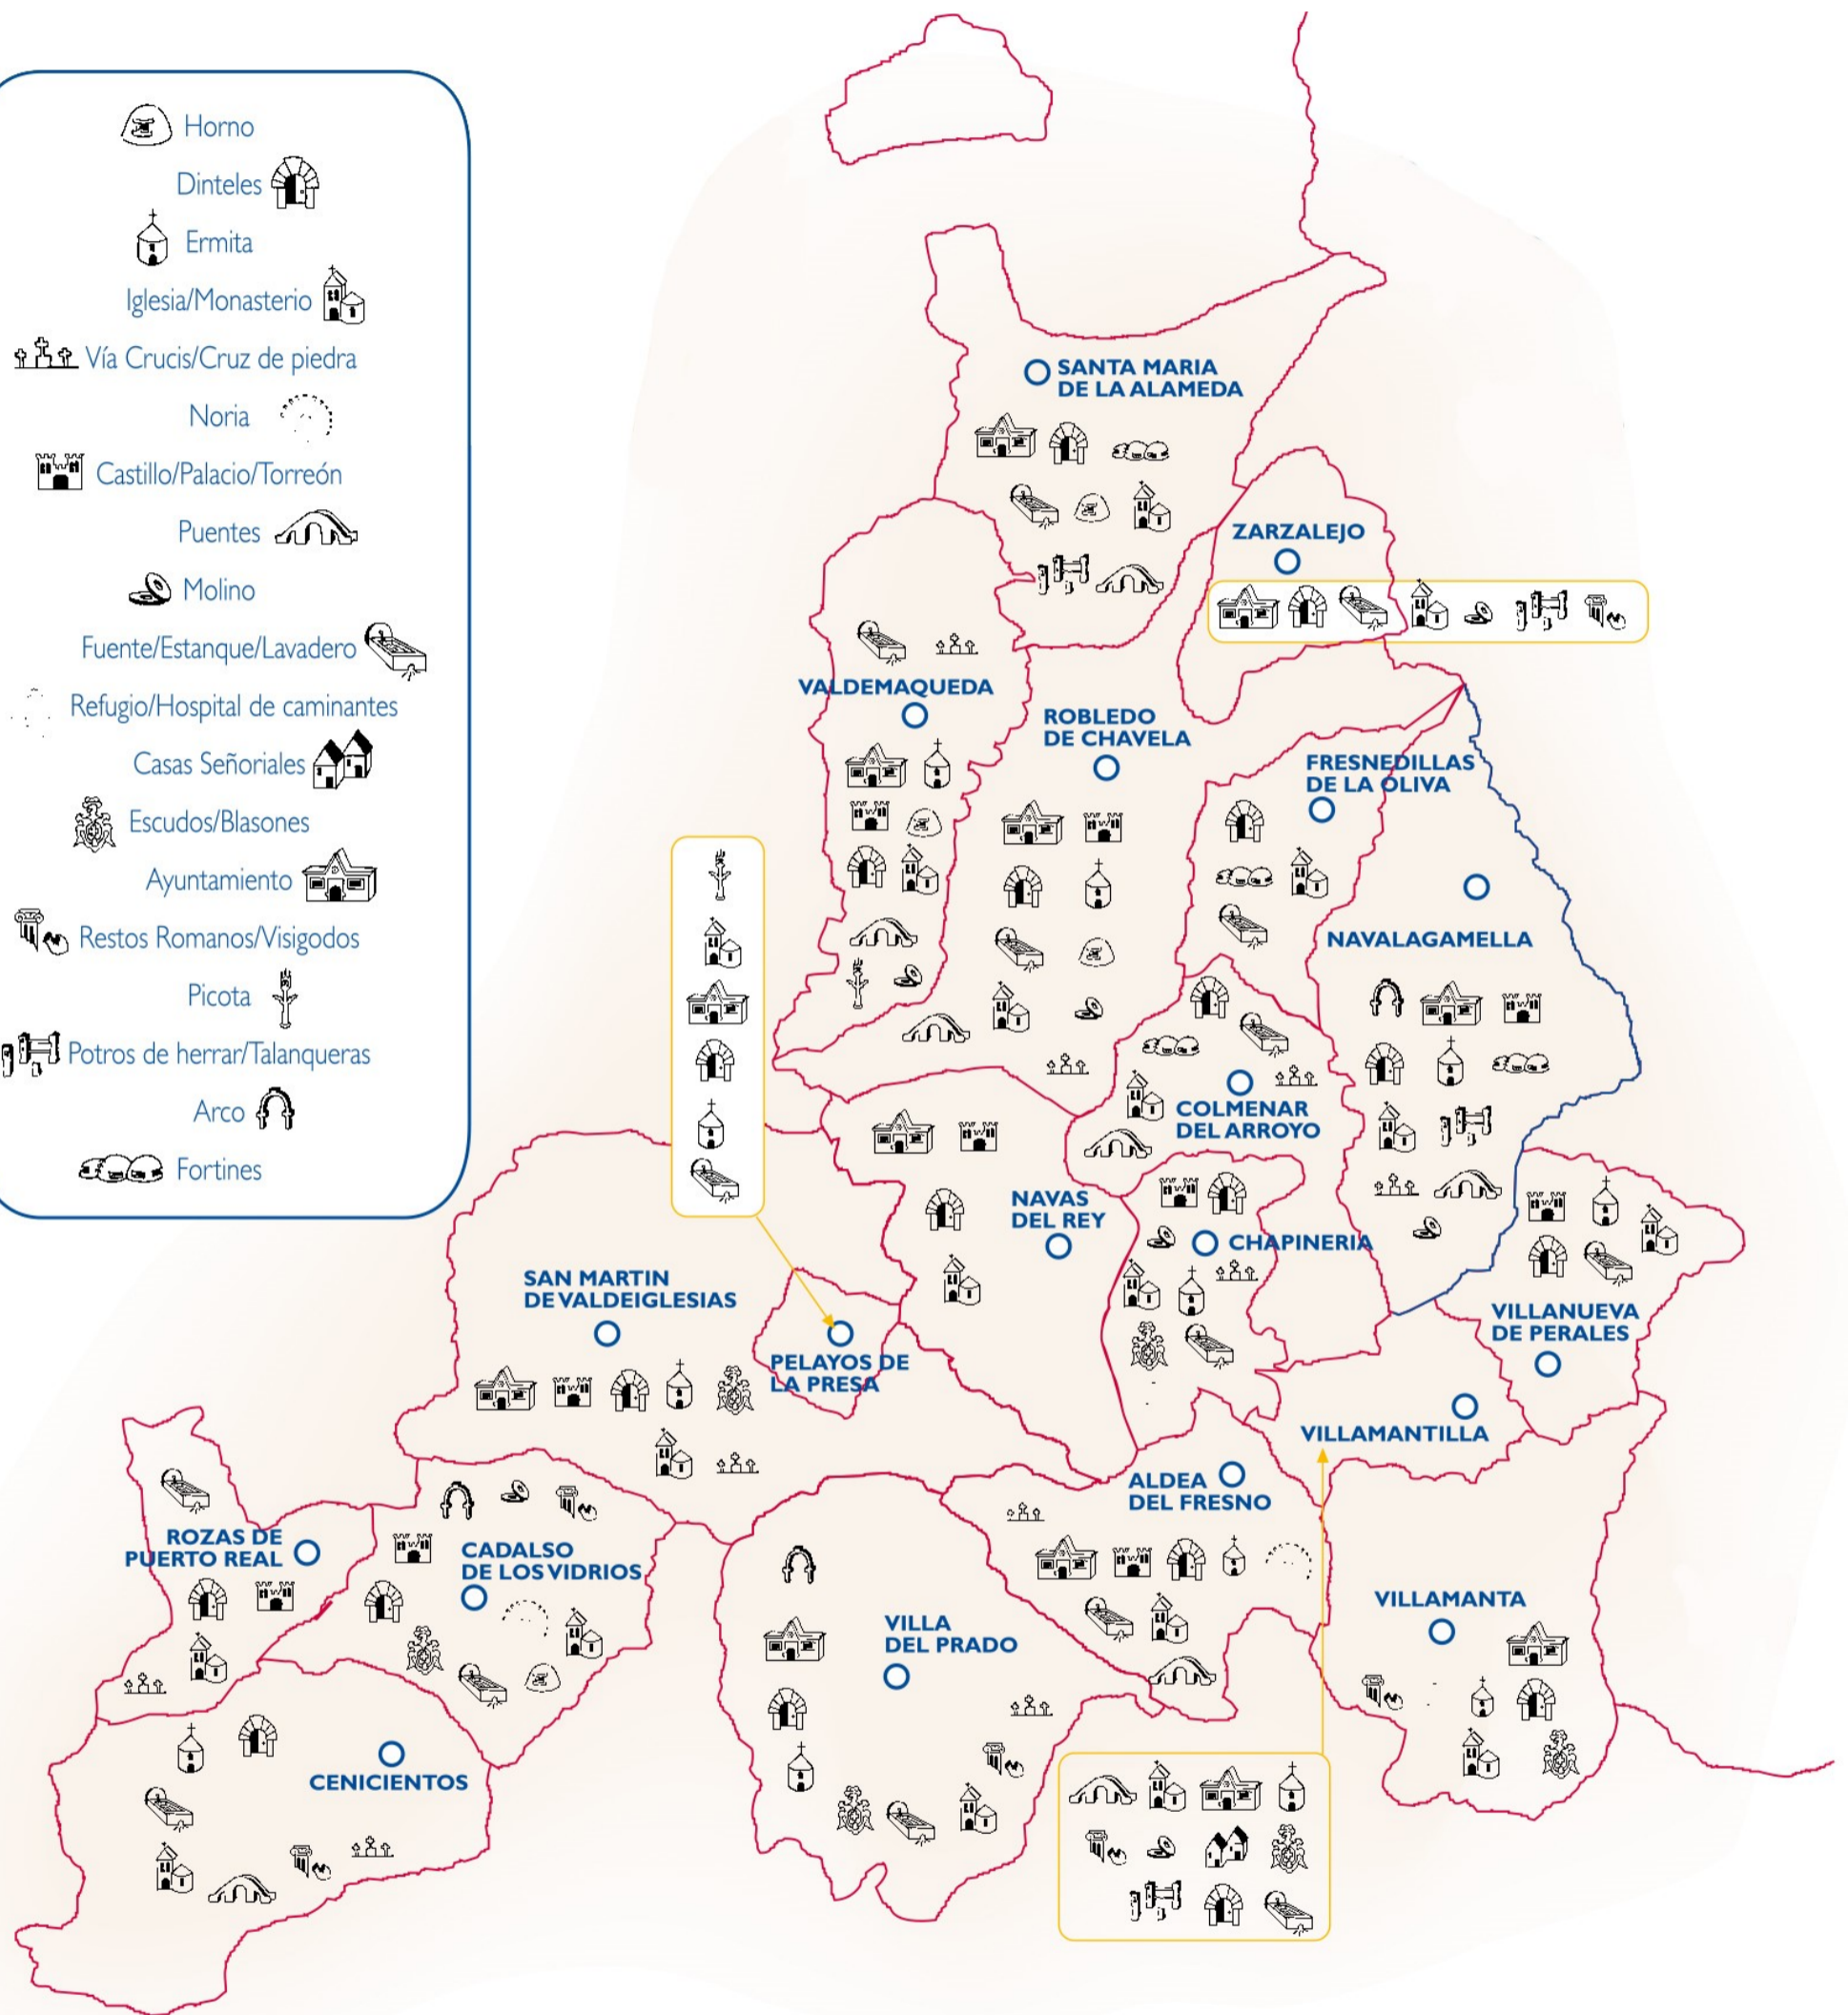 Horno
Dinteles
Ermita
Iglesia/Monasterio
Vía Crucis/Cruz de piedra
Noria
Castillo/Palacio/Torreón
Puentes
Molino
Fuente/Estanque/Lavadero
Refugio/Hospital de caminantes
Casas Señoriales
Escudos/Blasones
Ayuntamiento
Restos Romanos/Visigodos
Picota
Potros de herrar/Talanqueras
Arco
Fortines
SANTA MARIA
DE LA ALAMEDA
ZARZALEJO
VALDEMAQUEDA
ROBLEDO
DE CHAVELA
FRESNEDILLAS
DE LA OLIVA
NAVALAGAMELLA
COLMENAR
DEL ARROYO
NAVAS
DEL REY
CHAPINERIA
SAN MARTIN
DE VALDEIGLESIAS
PELAYOS DE
LA PRESA
VILLANUEVA
DE PERALES
VILLAMANTILLA
ALDEA
DEL FRESNO
ROZAS DE
PUERTO REAL
CADALSO
DE LOS VIDRIOS
VILLA
DEL PRADO
VILLAMANTA
CENICIENTOS